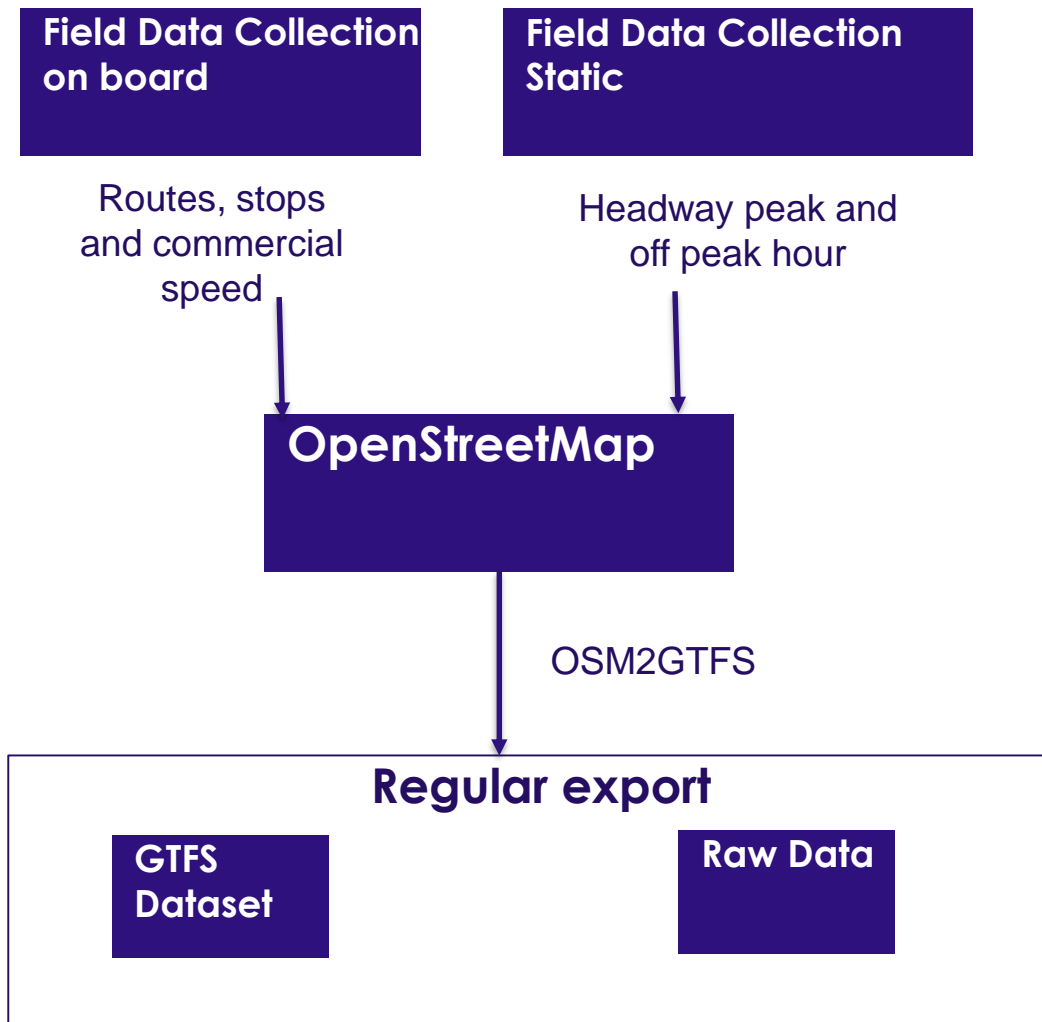 Field Data Collection
on board
Field Data Collection
Static
Routes, stops
and commercial
speed
Headway peak and
off peak hour
OpenStreetMap
OSM2GTFS
Regular export
GTFS
Dataset
Raw Data